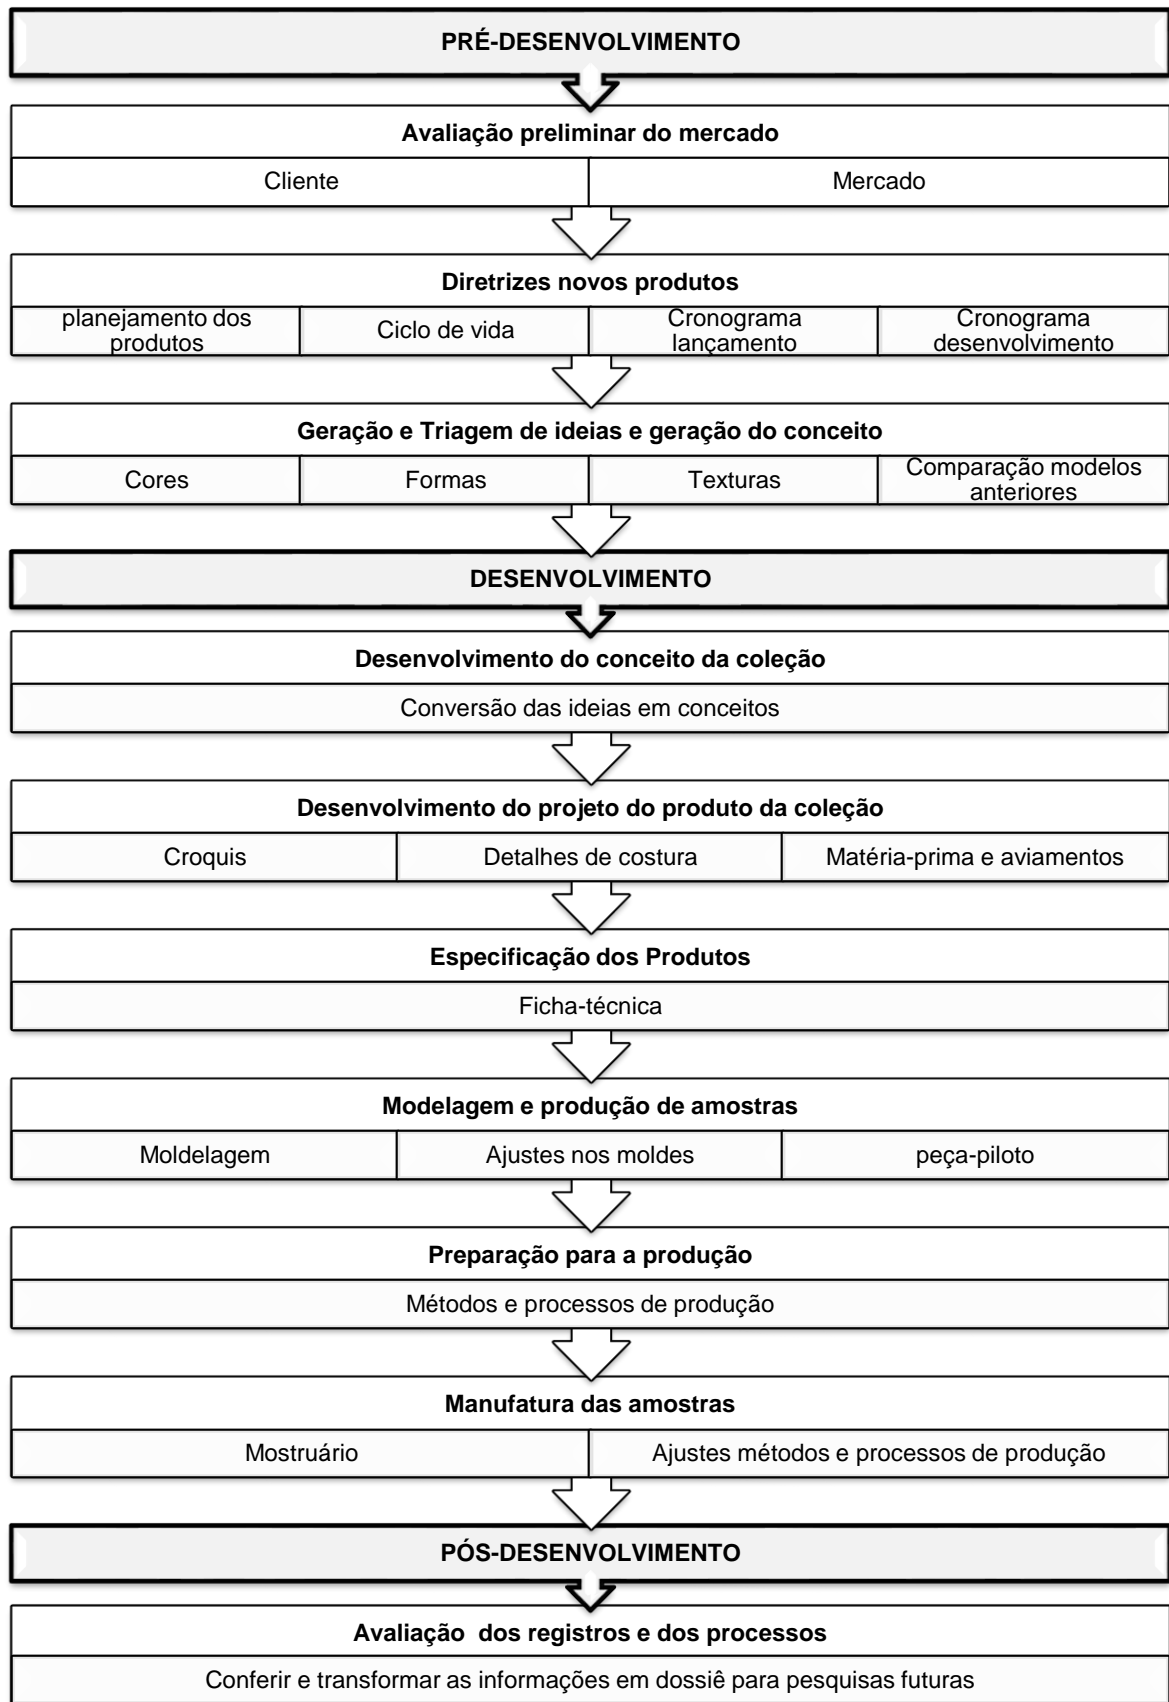 PRÉ-DESENVOLVIMENTO
Avaliação preliminar do mercado
Cliente
Mercado
Diretrizes novos produtos
planejamento dos
produtos
Ciclo de vida
Cronograma
lançamento
Cronograma
desenvolvimento
Geração e Triagem de ideias e geração do conceito
Cores
Formas
Texturas
Comparação modelos
anteriores
DESENVOLVIMENTO
Desenvolvimento do conceito da coleção
Conversão das ideias em conceitos
Desenvolvimento do projeto do produto da coleção
Croquis
Detalhes de costura
Matéria-prima e aviamentos
Especificação dos Produtos
Ficha-técnica
Modelagem e produção de amostras
Moldelagem
Ajustes nos moldes
peça-piloto
Preparação para a produção
Métodos e processos de produção
Manufatura das amostras
Mostruário
Ajustes métodos e processos de produção
PÓS-DESENVOLVIMENTO
Avaliação dos registros e dos processos
Conferir e transformar as informações em dossiê para pesquisas futuras